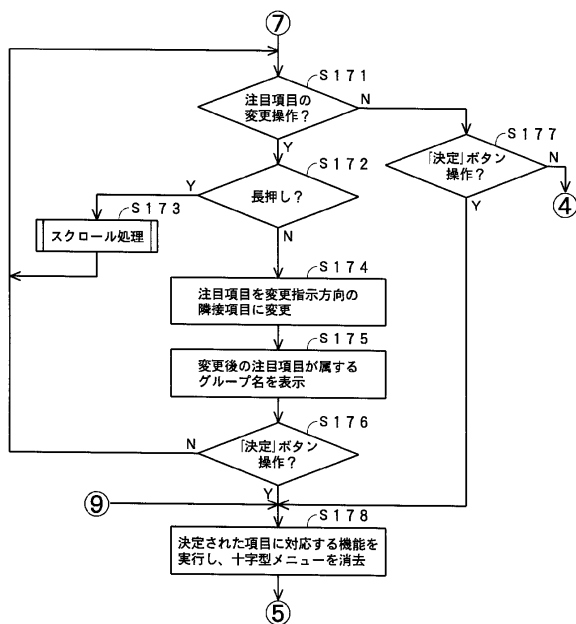 ⑦
S171
注目項目の
変更操作?
N
Y
S177
「決定」ボタン
操作?
N
Y
④
S172
長押し?
Y
N
S173
スクロール処理
S174
注目項目を変更指示方向の
隣接項目に変更
S175
変更後の注目項目が属する
グループ名を表示
S176
「決定」ボタン
操作?
N
Y
⑨
S178
決定された項目に対応する機能を
実行し、十字型メニューを消去
⑤